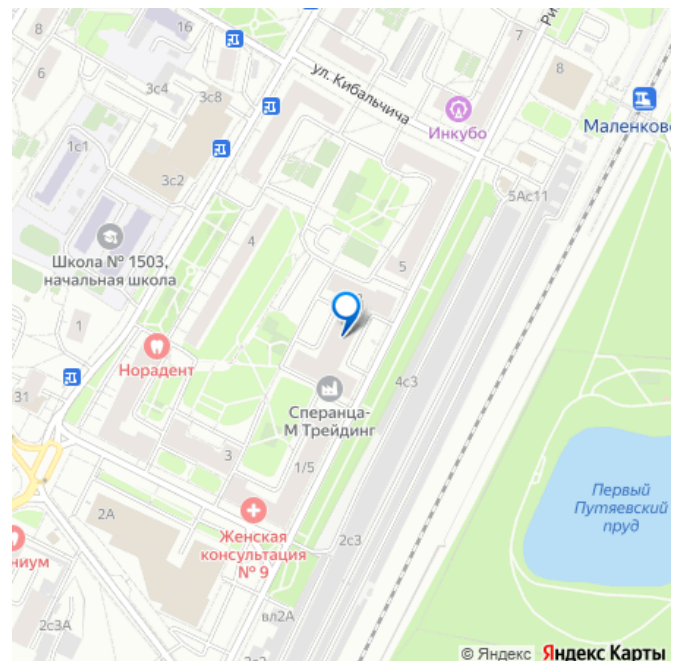 8
7
6
3с4
3с8
ул. Кибальчича
8
Инкубо
Маленково
1с1
3с2
5Ас11
Школа № 1503,
начальная школа
4
5
1
Норадент
31
4с3
Сперанца-
М Трейдинг
3
1/5
2А
Первый
Путяевский
пруд
Женская
консультация
№ 9
2с3
ниум
2с3А
вл2А
© Яндекс Яндекс Карты